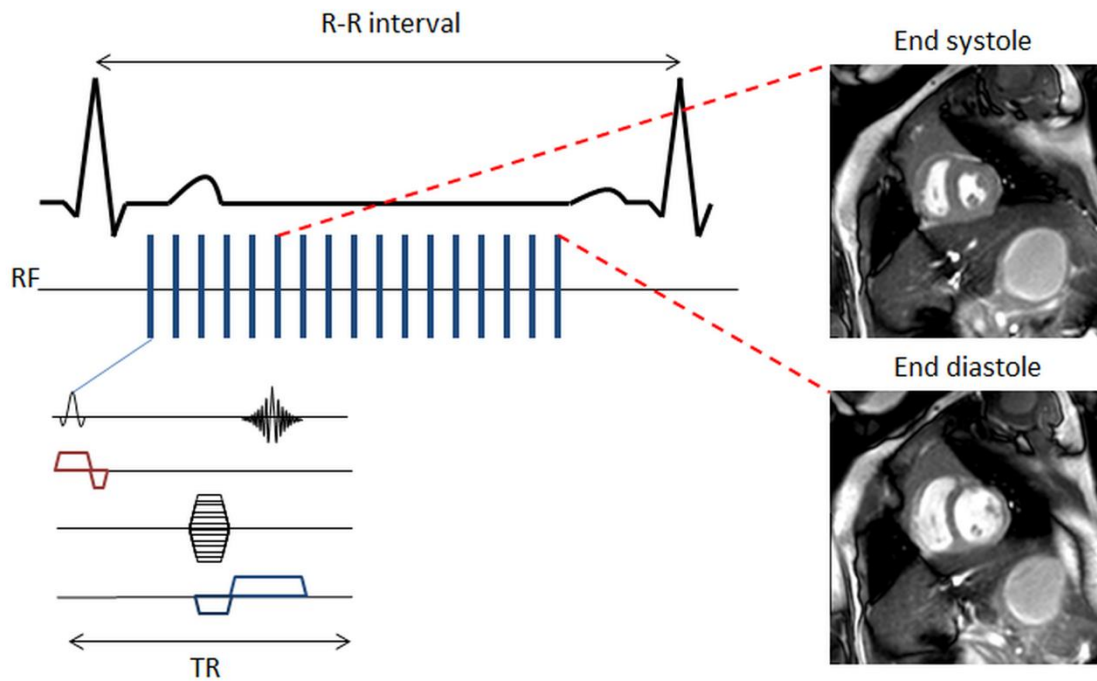 R-R interval
End systole
RF
End diastole
TR